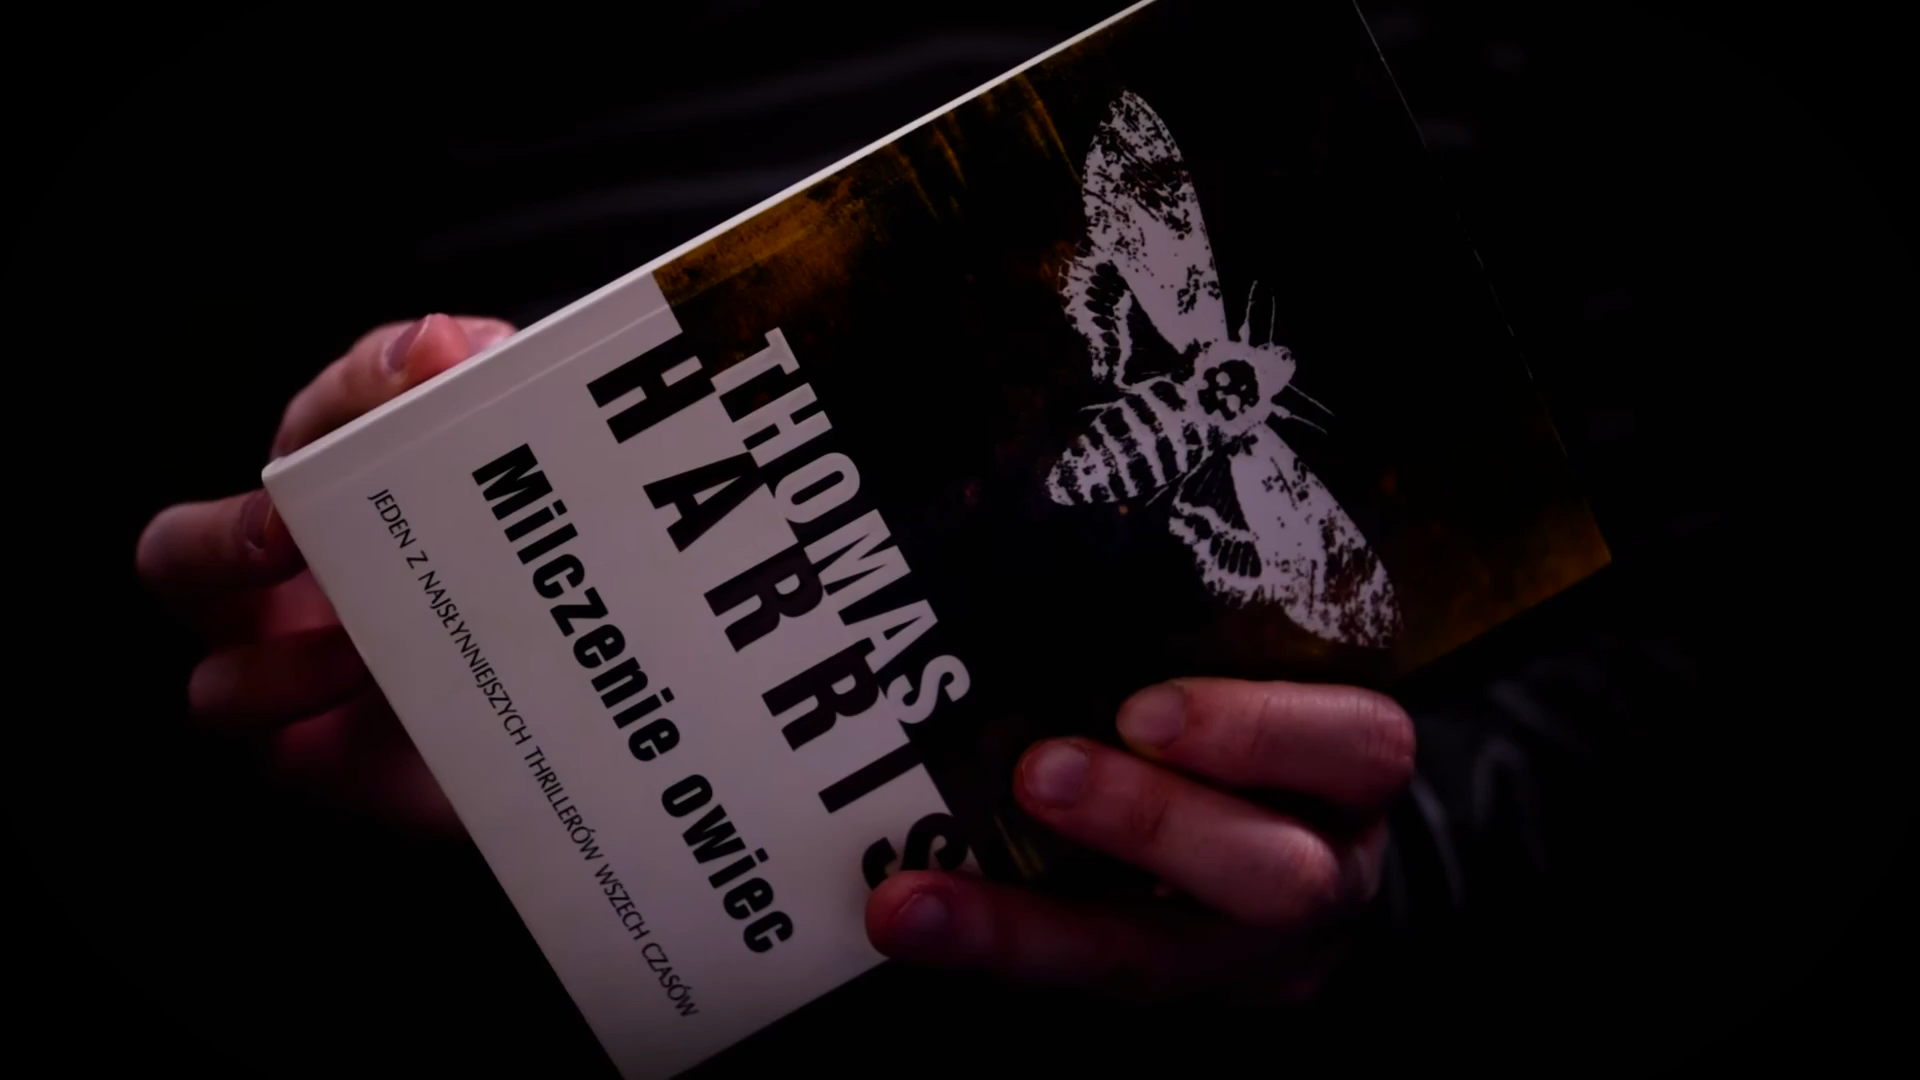 THOMAS
HARRIS
Milczenie owiec
JEDEN Z NAJSŁYNNIEJSZYCH THRILLERÓW WSZECH CZASÓW